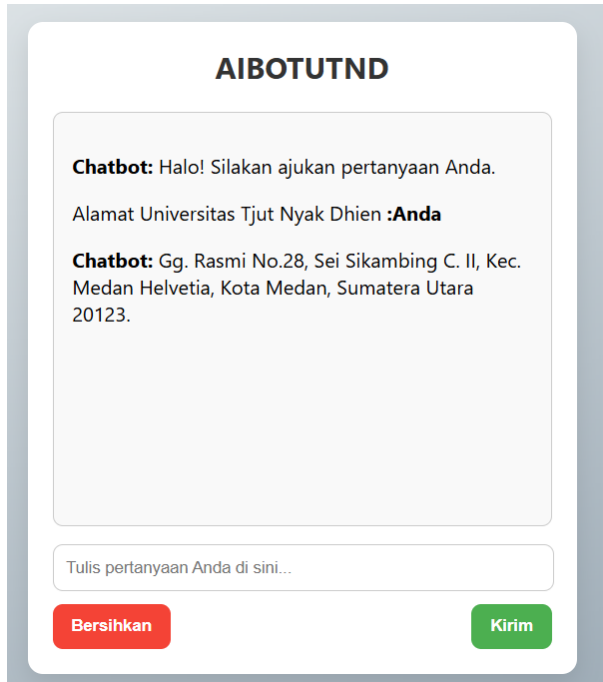 AIBOTUTND
Chatbot: Halo! Silakan ajukan pertanyaan Anda.
Alamat Universitas Tjut Nyak Dhien :Anda
Chatbot: Gg. Rasmi No.28, Sei Sikambing C. II, Kec.
Medan Helvetia, Kota Medan, Sumatera Utara
20123.
Tulis pertanyaan Anda di sini...
Bersihkan
Kirim